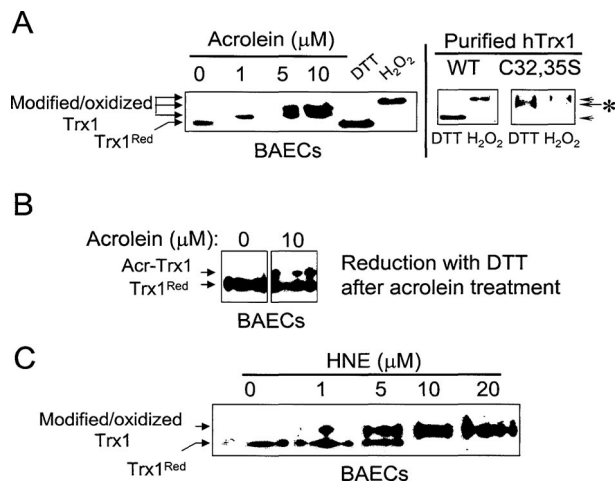 A
Acrolein (μM)
0 1 5 10 DTT H₂O₂
Modified/oxidized
Trx1
Trx1ᴿᵉᵈ
BAECs
Purified hTrx1
WT C32,35S
*
DTT H₂O₂ DTT H₂O₂
B
Acrolein (μM): 0 10
Acr-Trx1
Trx1ᴿᵉᵈ
BAECs
Reduction with DTT
after acrolein treatment
C
HNE (μM)
0 1 5 10 20
Modified/oxidized
Trx1
Trx1ᴿᵉᵈ
BAECs